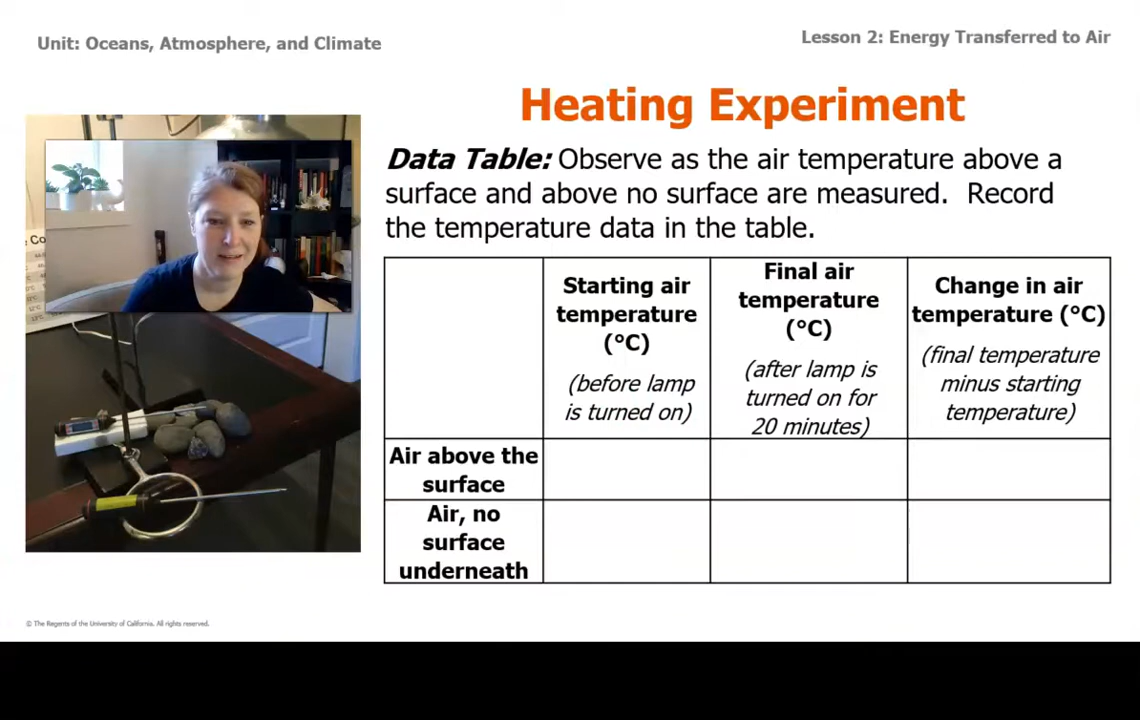 Unit: Oceans, Atmosphere, and Climate
Lesson 2: Energy Transferred to Air
Heating Experiment
Data Table: Observe as the air temperature above a
surface and above no surface are measured. Record
the temperature data in the table.
Starting air
temperature
(°C)
(before lamp
is turned on)
Final air
temperature
(°C)
(after lamp is
turned on for
20 minutes)
Change in air
temperature (°C)
(final temperature
minus starting
temperature)
Air above the
surface
Air, no
surface
underneath
© The Regents of the University of California. All rights reserved.